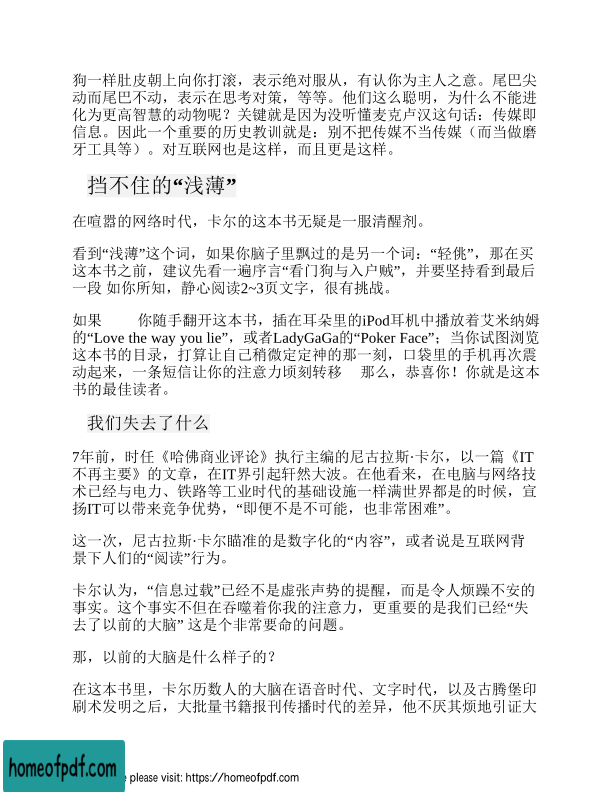 狗一样肚皮朝上向你打滚，表示绝对服从，有认你为主人之意。尾巴尖
动而尾巴不动，表示在思考对策，等等。他们这么聪明，为什么不能进
化为更高智慧的动物呢？关键就是因为没听懂麦克卢汉这句话：传媒即
信息。因此一个重要的历史教训就是：别不把传媒不当传媒（而当做磨
牙工具等）。对互联网也是这样，而且更是这样。
挡不住的“浅薄”
在喧嚣的网络时代，卡尔的这本书无疑是一服清醒剂。
看到“浅薄”这个词，如果你脑子里飘过的是另一个词：“轻佻”，那在买
这本书之前，建议先看一遍序言“看门狗与入户贼”，并要坚持看到最后
一段 如你所知，静心阅读2~3页文字，很有挑战。
如果 你随手翻开这本书，插在耳朵里的iPod耳机中播放着艾米纳姆
的“Love the way you lie”，或者LadyGaGa的“Poker Face”；当你试图浏览
这本书的目录，打算让自己稍微定定神的那一刻，口袋里的手机再次震
动起来，一条短信让你的注意力顷刻转移 那么，恭喜你！你就是这本
书的最佳读者。
我们失去了什么
7年前，时任《哈佛商业评论》执行主编的尼古拉斯·卡尔，以一篇《IT
不再主要》的文章，在IT界引起轩然大波。在他看来，在电脑与网络技
术已经与电力、铁路等工业时代的基础设施一样满世界都是的时候，宣
扬IT可以带来竞争优势，“即便不是不可能，也非常困难”。
这一次，尼古拉斯·卡尔瞄准的是数字化的“内容”，或者说是互联网背
景下人们的“阅读”行为。
卡尔认为，“信息过载”已经不是虚张声势的提醒，而是令人烦躁不安的
事实。这个事实不但在吞噬着你我的注意力，更重要的是我们已经“失
去了以前的大脑” 这是个非常要命的问题。
那，以前的大脑是什么样子的？
在这本书里，卡尔历数人的大脑在语音时代、文字时代，以及古腾堡印
刷术发明之后，大批量书籍报刊传播时代的差异，他不厌其烦地引证大
homeofpdf.com
e please visit: https://homeofpdf.com